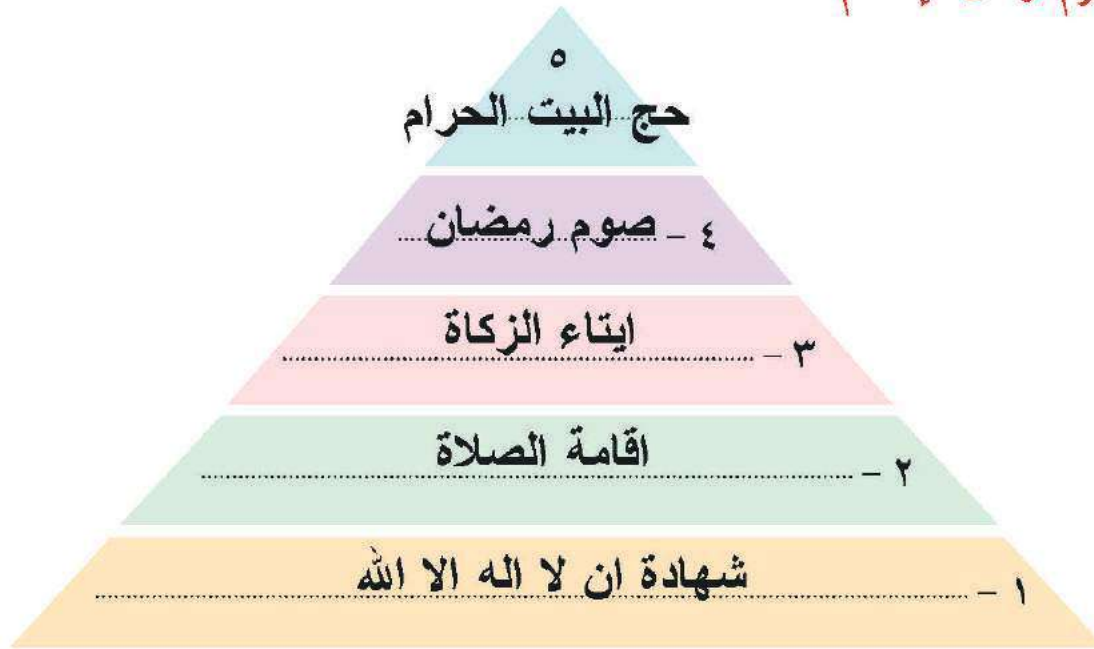 ٥
حج البيت الحرام
٤ - صوم رمضان
٣ - ايتاء الزكاة
٢ - اقامة الصلاة
١ - شهادة ان لا اله الا الله